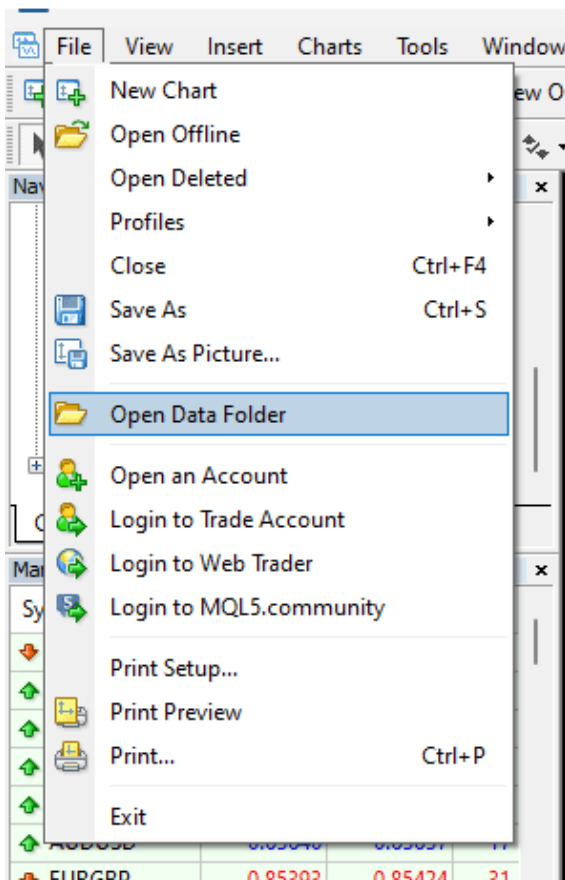 File View Insert Charts Tools Window
New Chart
Open Offline
Open Deleted
Profiles
Close Ctrl+F4
Save As Ctrl+S
Save As Picture...
Open Data Folder
Open an Account
Login to Trade Account
Login to Web Trader
Login to MQL5.community
Print Setup...
Print Preview
Print... Ctrl+P
Exit
EURGBP 0.85393 0.85424 31